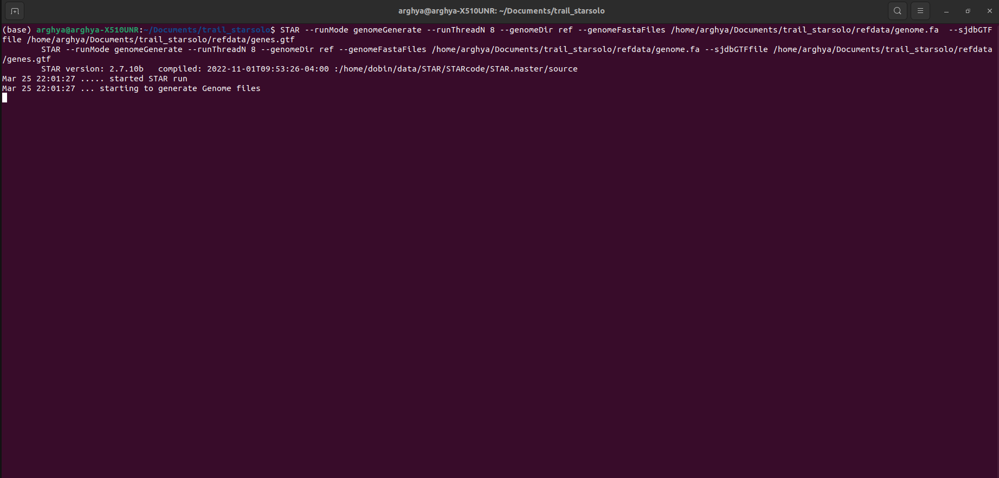 arghya@arghya-X510UNR: ~/Documents/trail_starsolo
(base) arghya@arghya-X510UNR:~/Documents/trail_starsolo$ STAR --runMode genomeGenerate --runThreadN 8 --genomeDir ref --genomeFastaFiles /home/arghya/Documents/trail_starsolo/refdata/genome.fa  --sjdbGTF
file /home/arghya/Documents/trail_starsolo/refdata/genes.gtf
        STAR --runMode genomeGenerate --runThreadN 8 --genomeDir ref --genomeFastaFiles /home/arghya/Documents/trail_starsolo/refdata/genome.fa --sjdbGTFfile /home/arghya/Documents/trail_starsolo/refdata
/genes.gtf
        STAR version: 2.7.10b   compiled: 2022-11-01T09:53:26-04:00 :/home/dobin/data/STAR/STARcode/STAR.master/source
Mar 25 22:01:27 ..... started STAR run
Mar 25 22:01:27 ... starting to generate Genome files